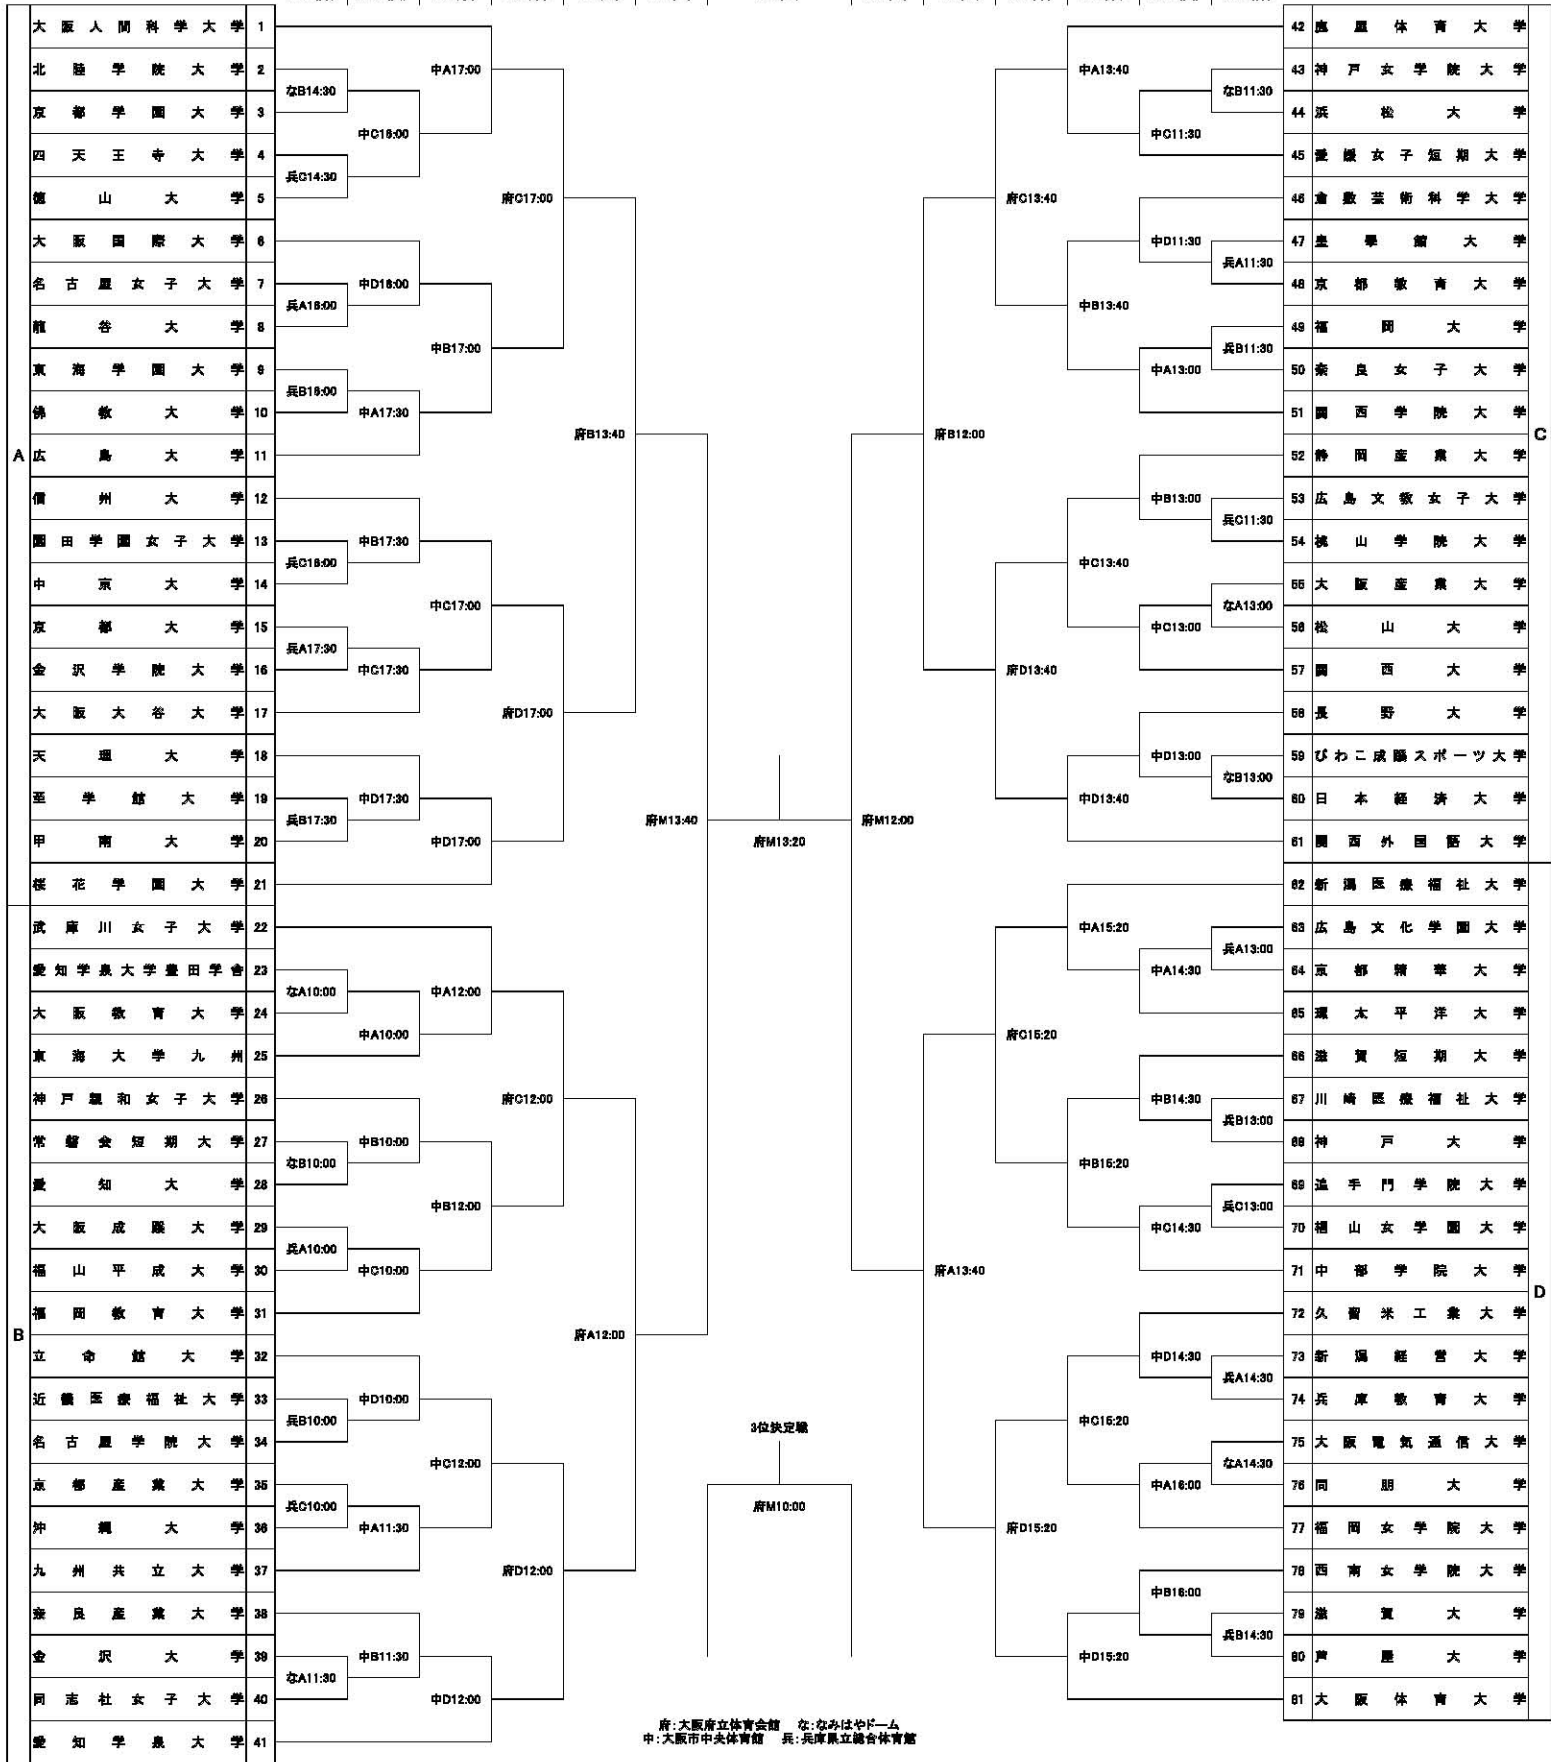 A
大阪人間科学大学 1
北陸学院大学 2
京都学園大学 3
四天王寺大学 4
徳山大学 5
大阪国際大学 6
名古屋女子大学 7
龍谷大学 8
東海学園大学 9
佛教大学 10
広島大学 11
信州大学 12
園田学園女子大学 13
中京大学 14
京都大学 15
金沢学院大学 16
大阪大谷大学 17
天理大学 18
至学館大学 19
甲南大学 20
桜花学園大学 21
B
武庫川女子大学 22
愛知学泉大学豊田学舎 23
大阪教育大学 24
東海大学九州 25
神戸親和女子大学 26
常磐会短期大学 27
愛知大学 28
大阪成蹊大学 29
福山平成大学 30
福岡教育大学 31
立命館大学 32
近畿医療福祉大学 33
名古屋学院大学 34
京都産業大学 35
沖縄大学 36
九州共立大学 37
奈良産業大学 38
金沢大学 39
同志社女子大学 40
愛知学泉大学 41
なB14:30
兵C14:30
兵A16:00
兵B16:00
兵C16:00
兵A17:30
兵B17:30
なA10:00
なB10:00
兵A10:00
兵B10:00
兵C10:00
なA11:30
中C16:00
中D16:00
中A17:30
中B17:30
中C17:30
中D17:30
中A10:00
中B10:00
中C10:00
中D10:00
中A11:30
中B11:30
中A17:00
中B17:00
中C17:00
中D17:00
中A12:00
中B12:00
中C12:00
中D12:00
府C17:00
府D17:00
府C12:00
府D12:00
府B13:40
府A12:00
府M13:40
府M13:20
府M12:00
3位決定戦
府M10:00
府B12:00
府A13:40
府C13:40
府D13:40
府C15:20
府D15:20
中A13:40
中B13:40
中C13:40
中D13:40
中A15:20
中B15:20
中C15:20
中D15:20
中C11:30
中D11:30
中A13:00
中B13:00
中C13:00
中D13:00
中A14:30
中B14:30
中C14:30
中D14:30
中A16:00
中B16:00
なB11:30
兵A11:30
兵B11:30
兵C11:30
なA13:00
なB13:00
兵A13:00
兵B13:00
兵C13:00
兵A14:30
なA14:30
兵B14:30
C
42 鹿屋体育大学
43 神戸女学院大学
44 浜松大学
45 愛媛女子短期大学
46 倉敷芸術科学大学
47 皇學館大学
48 京都教育大学
49 福岡大学
50 奈良女子大学
51 関西学院大学
52 静岡産業大学
53 広島文教女子大学
54 桃山学院大学
55 大阪産業大学
56 松山大学
57 関西大学
58 長野大学
59 びわこ成蹊スポーツ大学
60 日本経済大学
61 関西外国語大学
D
62 新潟医療福祉大学
63 広島文化学園大学
64 京都精華大学
65 環太平洋大学
66 滋賀短期大学
67 川崎医療福祉大学
68 神戸大学
69 追手門学院大学
70 椙山女学園大学
71 中部学院大学
72 久留米工業大学
73 新潟経営大学
74 兵庫教育大学
75 大阪電気通信大学
76 同朋大学
77 福岡女学院大学
78 西南女学院大学
79 滋賀大学
80 芦屋大学
81 大阪体育大学
府:大阪府立体育会館 な:なみはやドーム
中:大阪市中央体育館 兵:兵庫県立総合体育館